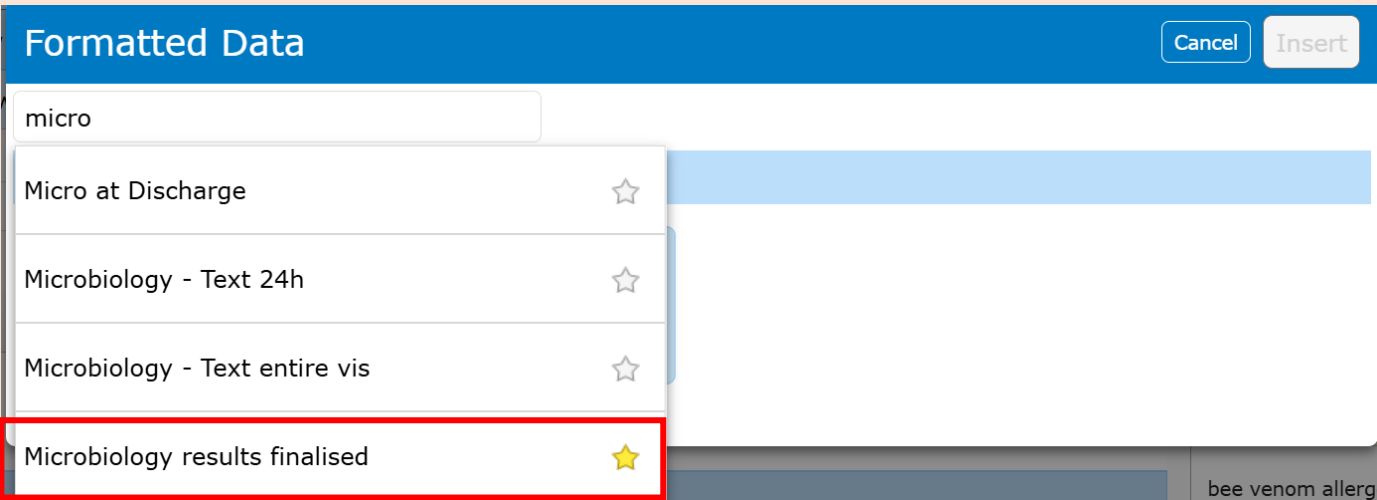 Formatted Data
Cancel
Insert
micro
Micro at Discharge
Microbiology - Text 24h
Microbiology - Text entire vis
Microbiology results finalised
bee venom allerg